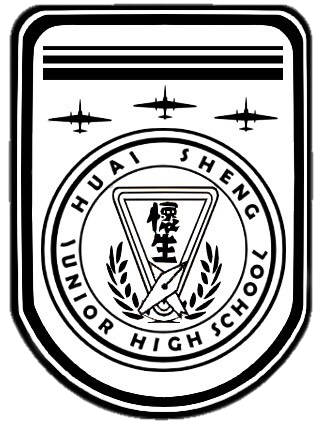 HUAI SHENG
懷生
JUNIOR HIGH SCHOOL